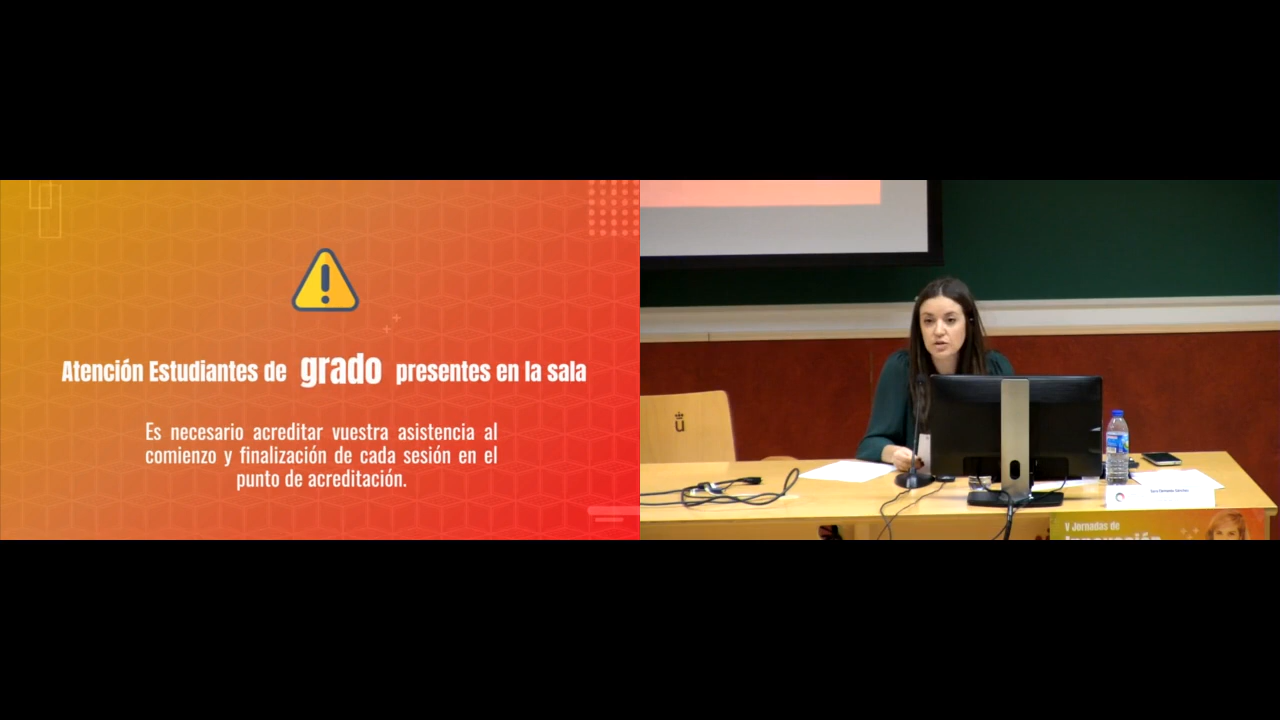 Atención Estudiantes de grado presentes en la sala
Es necesario acreditar vuestra asistencia al
comienzo y finalización de cada sesión en el
punto de acreditación.
V Jornadas de
Innovación